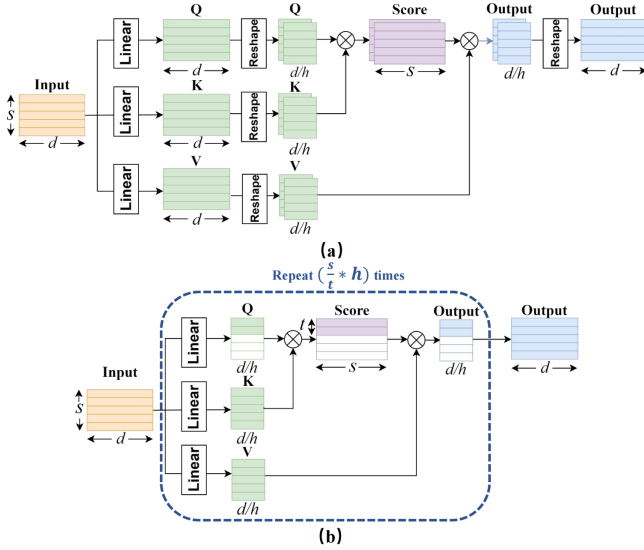 Q
Q
Score
Output
Output
Linear
Reshape
Reshape
Input
d
d/h
s
d/h
d
K
K
s
Linear
Reshape
d
d
d/h
V
V
Linear
Reshape
d
d/h
(a)
Repeat (s/t * h) times
Q
Score
Output
Output
Linear
t
Input
d/h
s
d/h
d
K
s
Linear
d
d/h
V
Linear
d/h
(b)